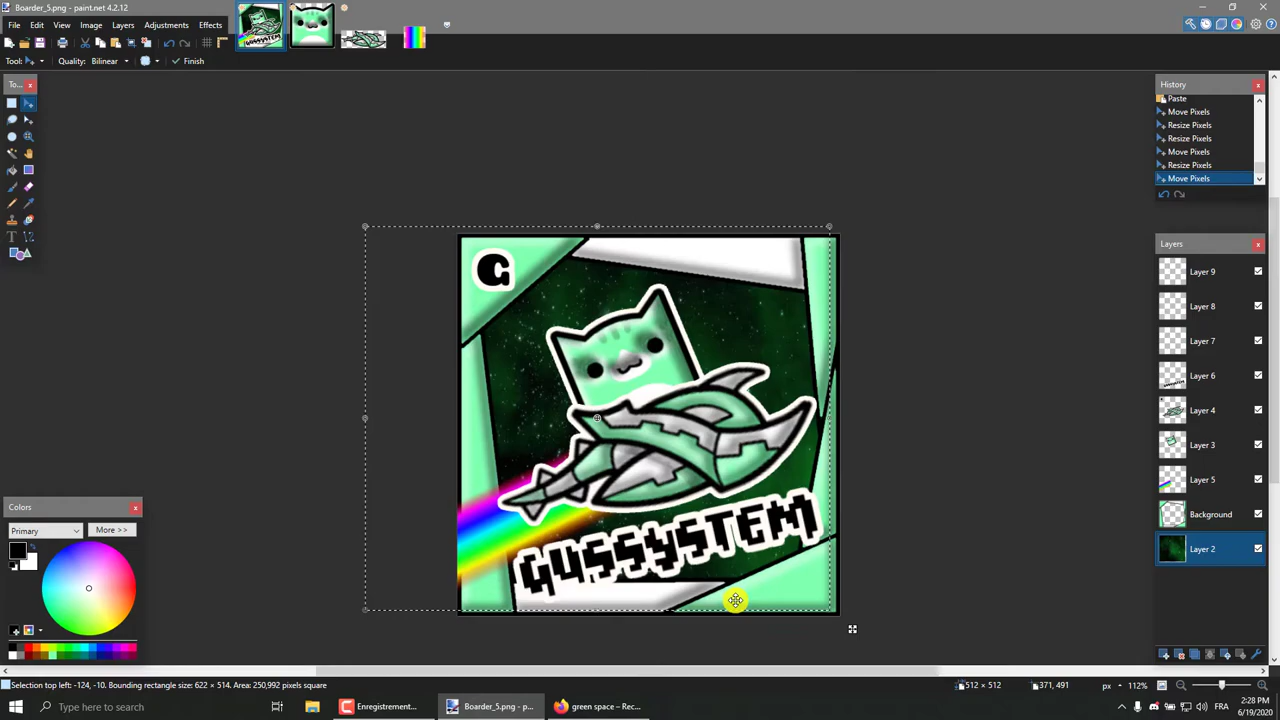 Boarder_5.png - paint.net 4.2.12
File Edit View Image Layers Adjustments Effects
Tool: Quality: Bilinear Finish
To...
History
Paste
Move Pixels
Resize Pixels
Resize Pixels
Move Pixels
Resize Pixels
Move Pixels
Layers
Layer 9
Layer 8
Layer 7
Layer 6
Layer 4
Layer 3
Layer 5
Background
Layer 2
G
G4SSYSTEM
Colors
Primary
More >>
Selection top left: -124, -10. Bounding rectangle size: 622 × 514. Area: 250,992 pixels square
512 × 512
371, 491
px
112%
Type here to search
Enregistrement...
Boarder_5.png - p...
green space – Rec...
FRA
2:28 PM
6/19/2020